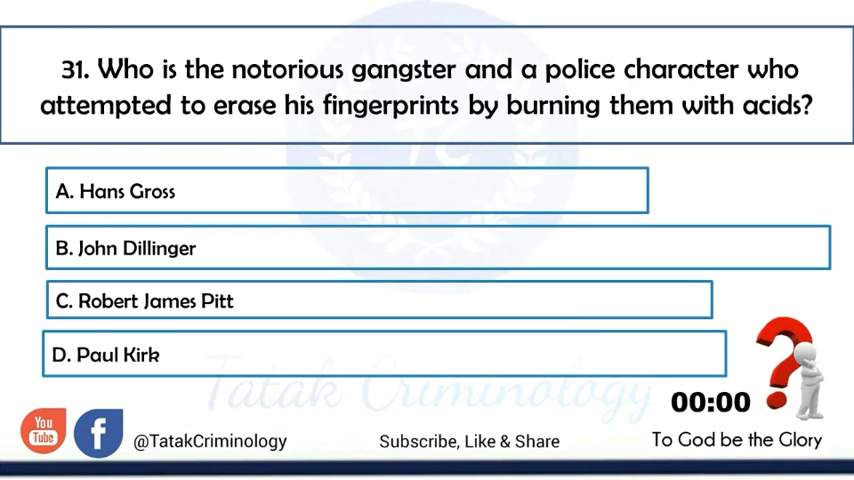 31. Who is the notorious gangster and a police character who
attempted to erase his fingerprints by burning them with acids?
TC
A. Hans Gross
B. John Dillinger
C. Robert James Pitt
D. Paul Kirk
Tatak Criminology
00:00
You
Tube
f
@TatakCriminology
Subscribe, Like & Share
To God be the Glory